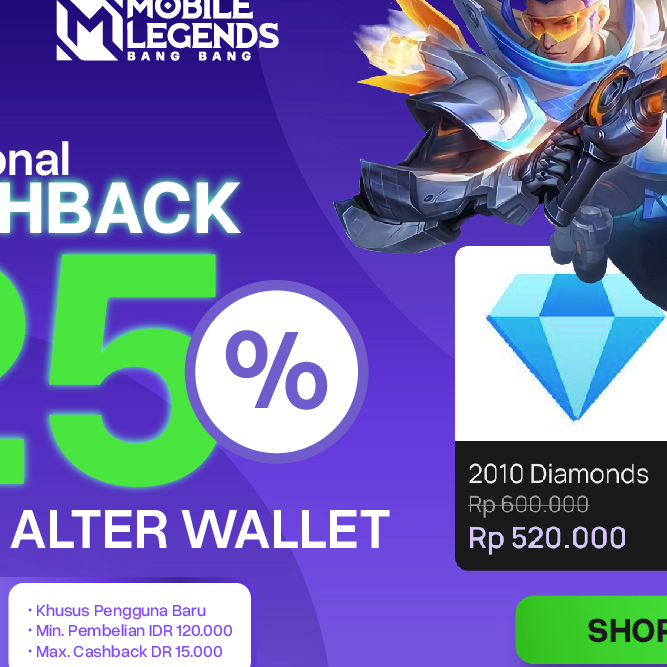 MOBILE
LEGENDS
BANG BANG
onal
HBACK
25
%
ALTER WALLET
• Khusus Pengguna Baru
• Min. Pembelian IDR 120.000
• Max. Cashback DR 15.000
2010 Diamonds
Rp 600.000
Rp 520.000
SHOP